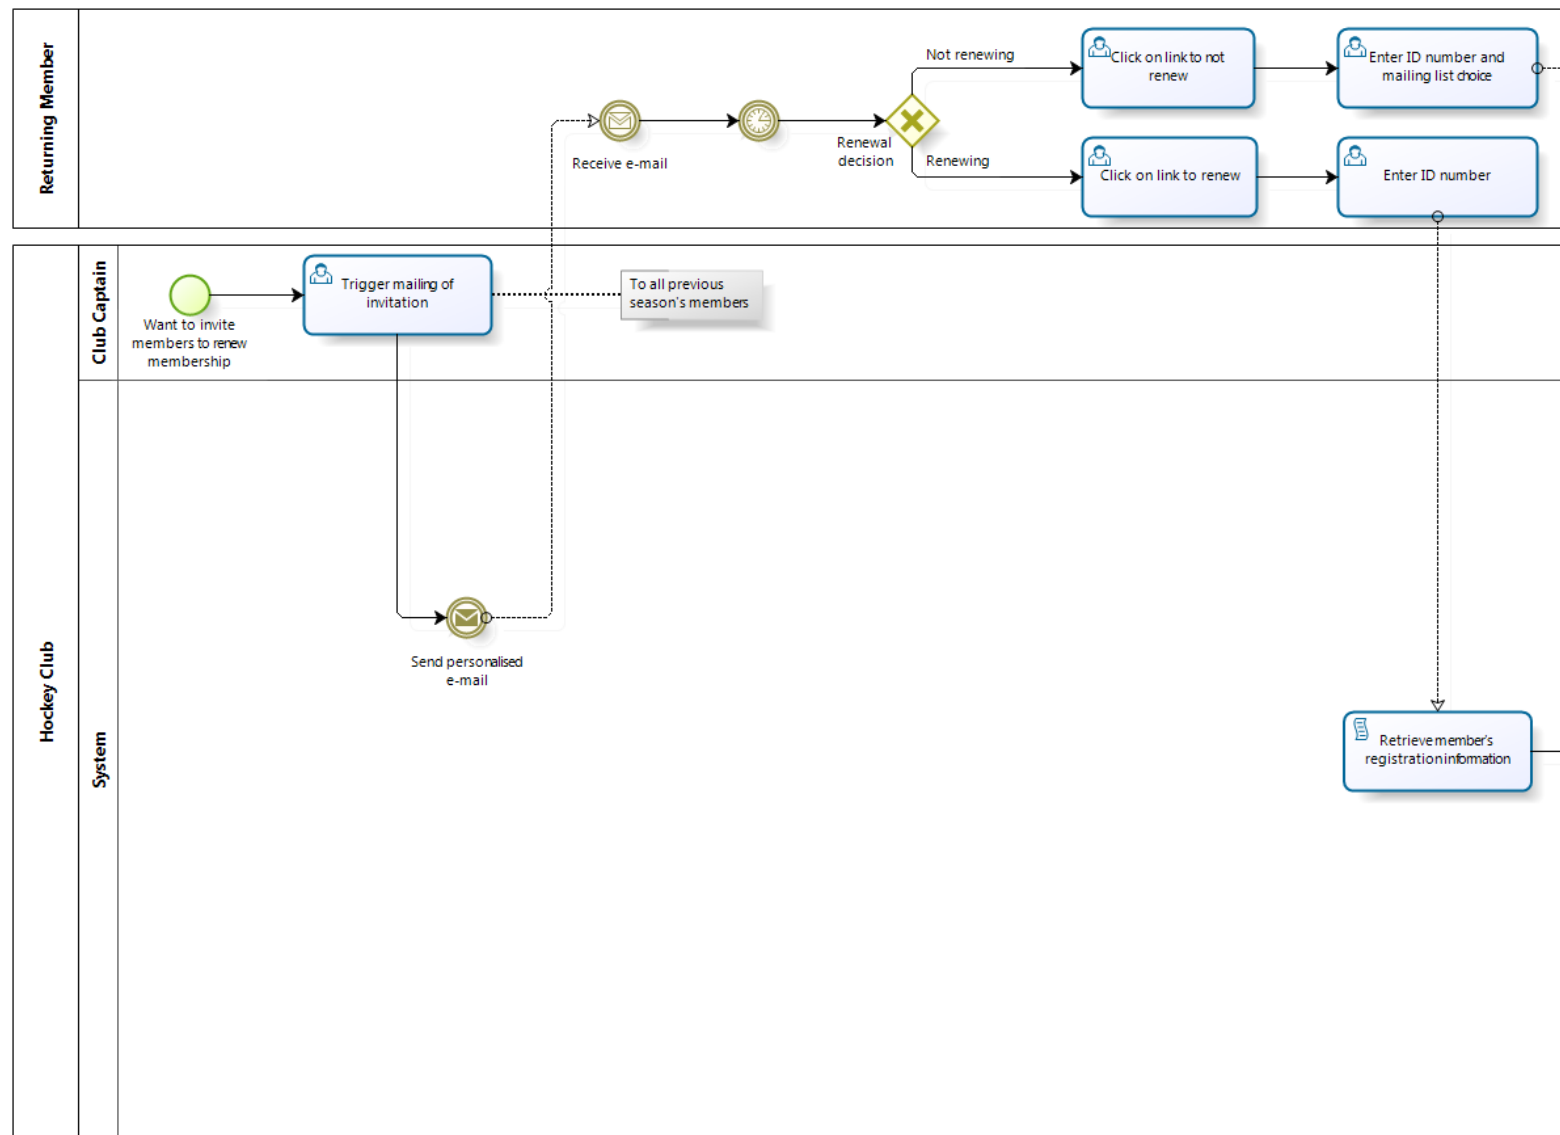 Returning Member
Not renewing
Click on link to not
renew
Enter ID number and
mailing list choice
Receive e-mail
Renewal
decision
Renewing
Click on link to renew
Enter ID number
Hockey Club
Club Captain
Want to invite
members to renew
membership
Trigger mailing of
invitation
To all previous
season's members
System
Send personalised
e-mail
Retrieve member's
registration information